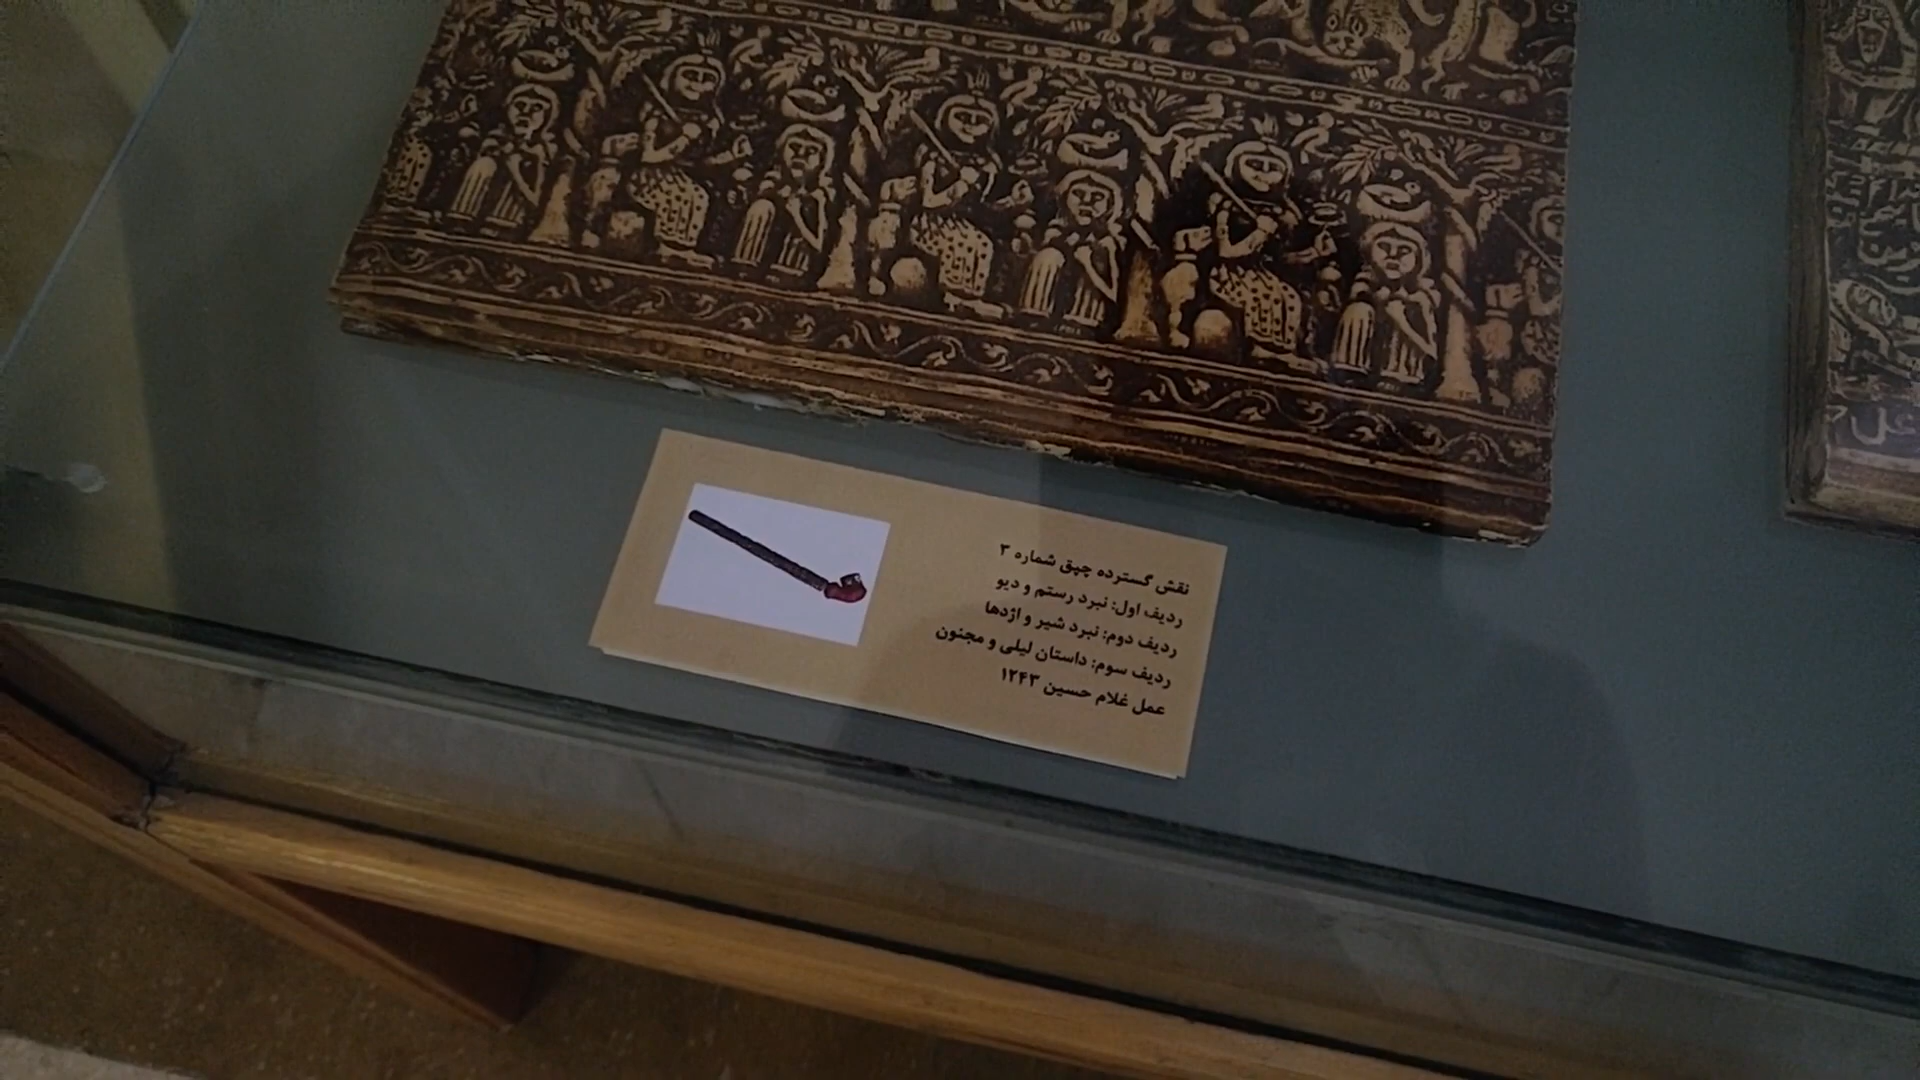 نقش گسترده چپق شماره ۳
ردیف اول: نبرد رستم و دیو
ردیف دوم: نبرد شیر و اژدها
ردیف سوم: داستان لیلی و مجنون
عمل غلام حسین ۱۲۴۳